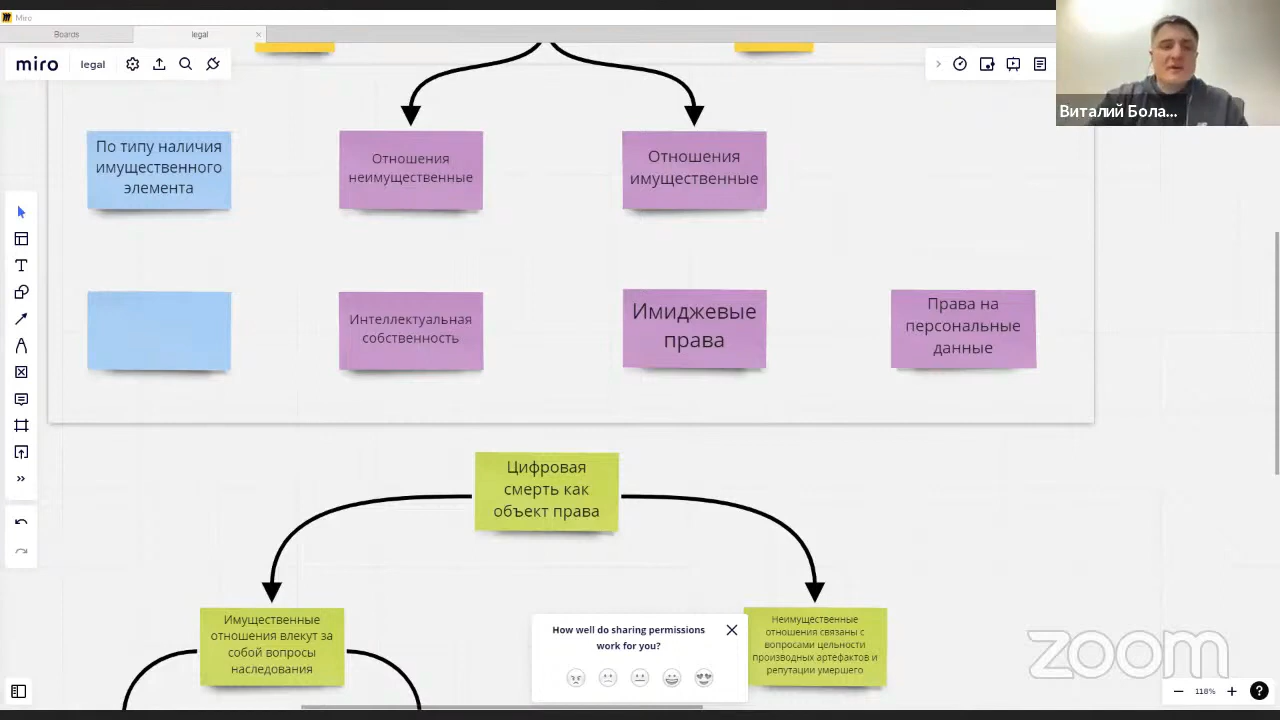 Miro
Boards
legal
miro
legal
Виталий Бола...
По типу наличия
имущественного
элемента
Отношения
неимущественные
Отношения
имущественные
Интеллектуальная
собственность
Имиджевые
права
Права на
персональные
данные
Цифровая
смерть как
объект права
Имущественные
отношения влекут за
собой вопросы
наследования
How well do sharing permissions
work for you?
Неимущественные
отношения связаны с
вопросами цельности
производных артефактов и
репутации умершего
zoom
118%